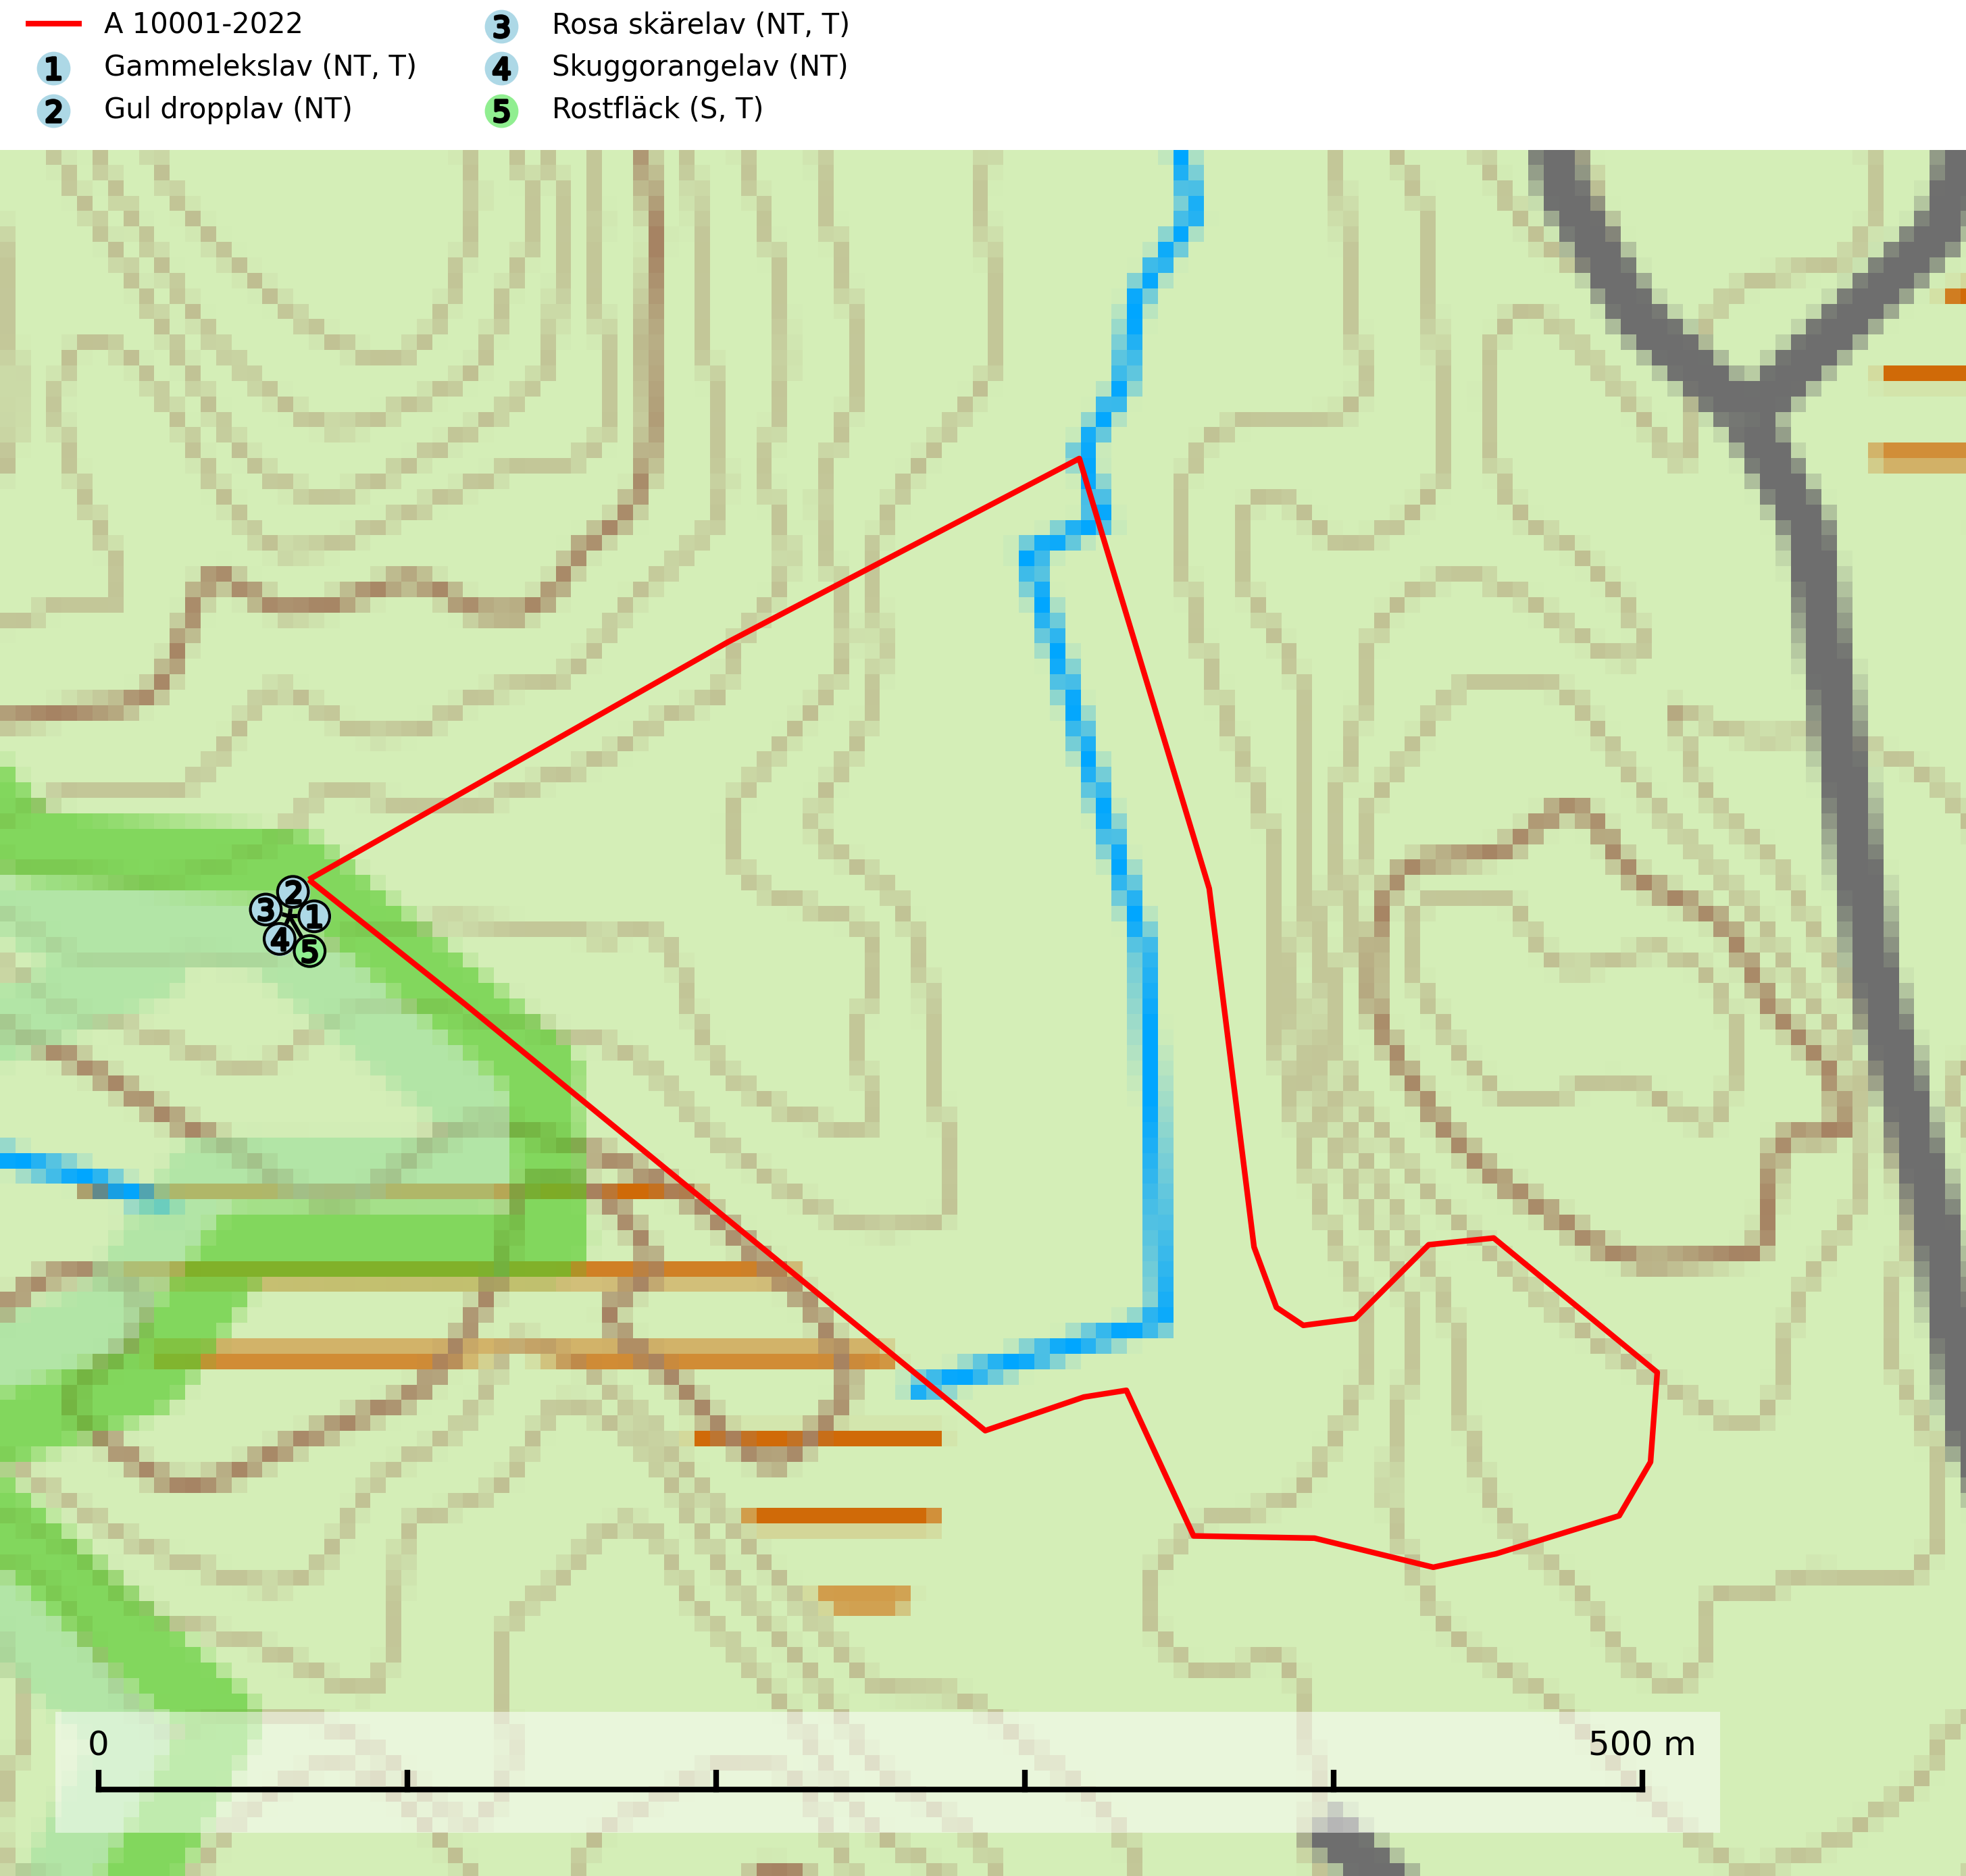 A 10001-2022
1 Gammelekslav (NT, T)
2 Gul dropplav (NT)
3 Rosa skärelav (NT, T)
4 Skuggorangelav (NT)
5 Rostfläck (S, T)
2
3 1
4
5
0 500 m